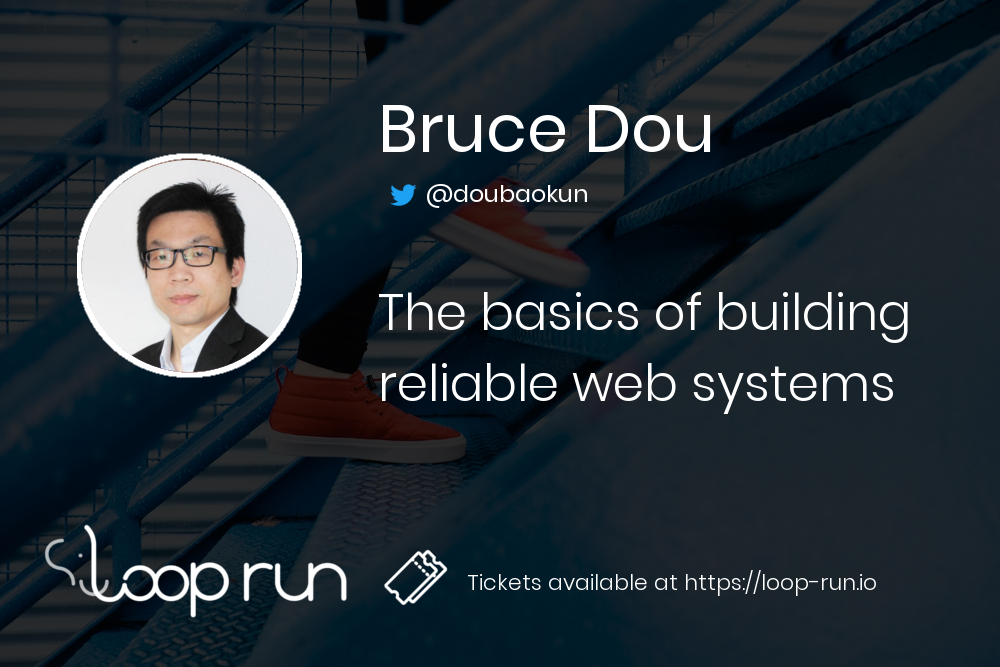 Bruce Dou
@doubaokun
The basics of building
reliable web systems
loop run
Tickets available at https://loop-run.io